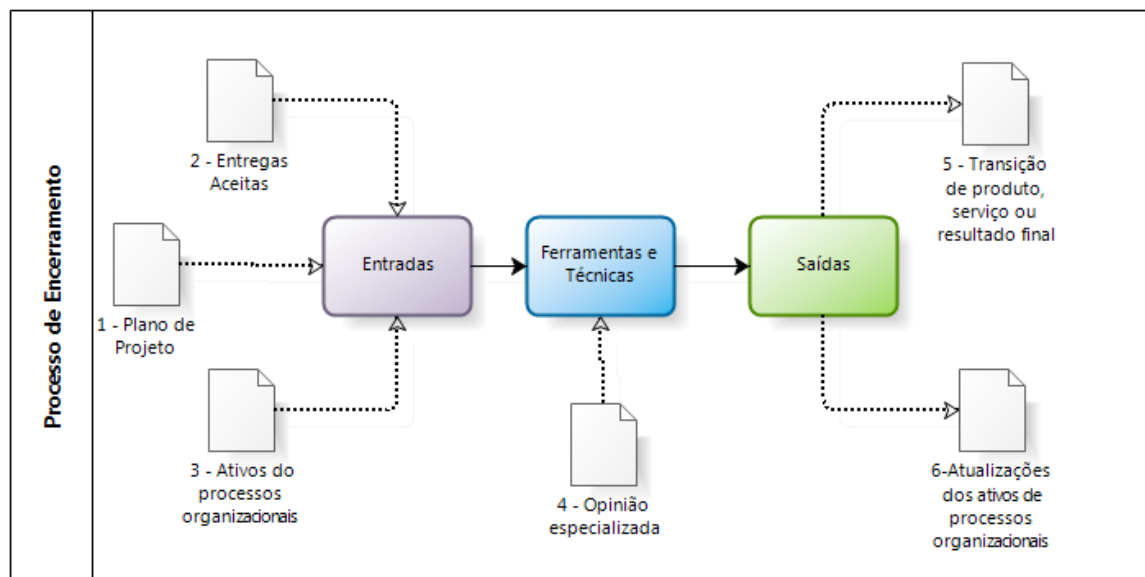 Processo de Encerramento
2 - Entregas
Aceitas
1 - Plano de
Projeto
3 - Ativos do
processos
organizacionais
Entradas
Ferramentas e
Técnicas
4 - Opinião
especializada
Saídas
5 - Transição
de produto,
serviço ou
resultado final
6-Atualizações
dos ativos de
processos
organizacionais